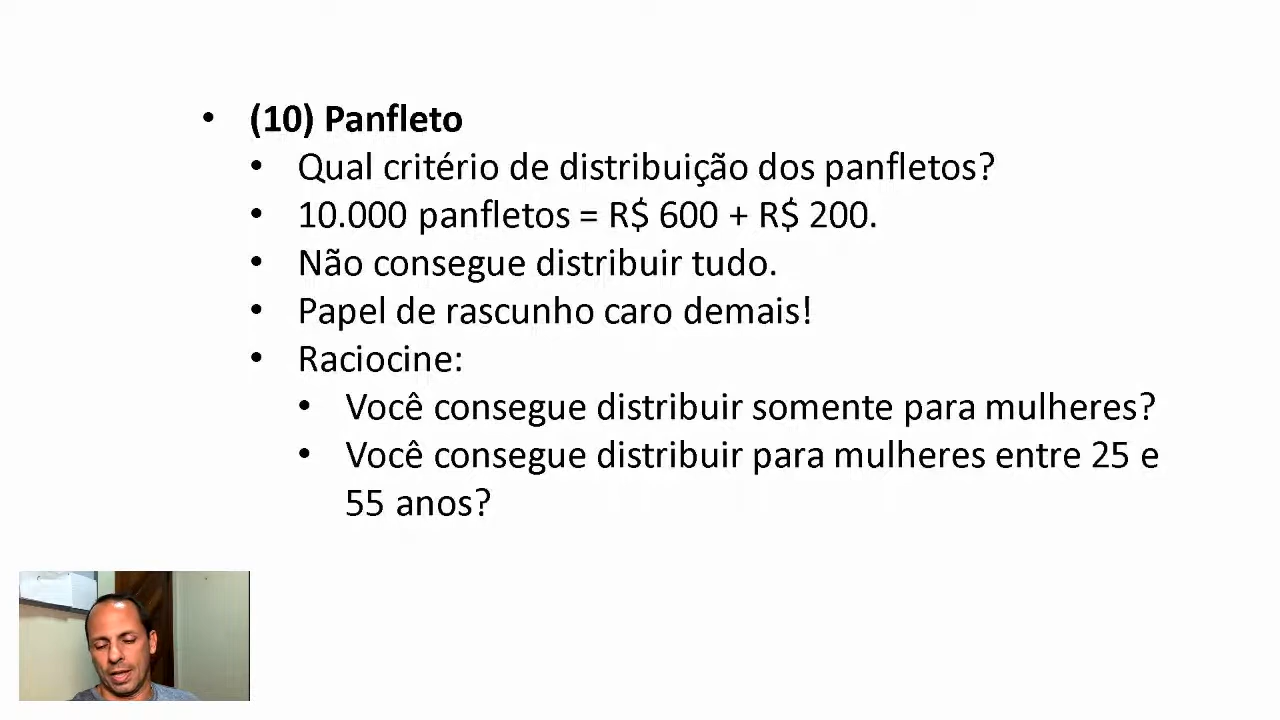 • (10) Panfleto
• Qual critério de distribuição dos panfletos?
• 10.000 panfletos = R$ 600 + R$ 200.
• Não consegue distribuir tudo.
• Papel de rascunho caro demais!
• Raciocine:
• Você consegue distribuir somente para mulheres?
• Você consegue distribuir para mulheres entre 25 e
55 anos?